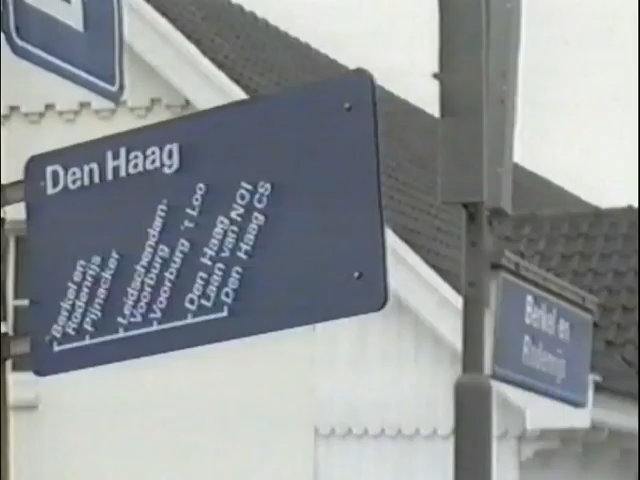 Den Haag
Berkel en
Rodenrijs
Pijnacker
Leidschendam-
Voorburg
Voorburg 't Loo
Den Haag
Laan van NOI
Den Haag CS
Berkel en
Rodenrijs